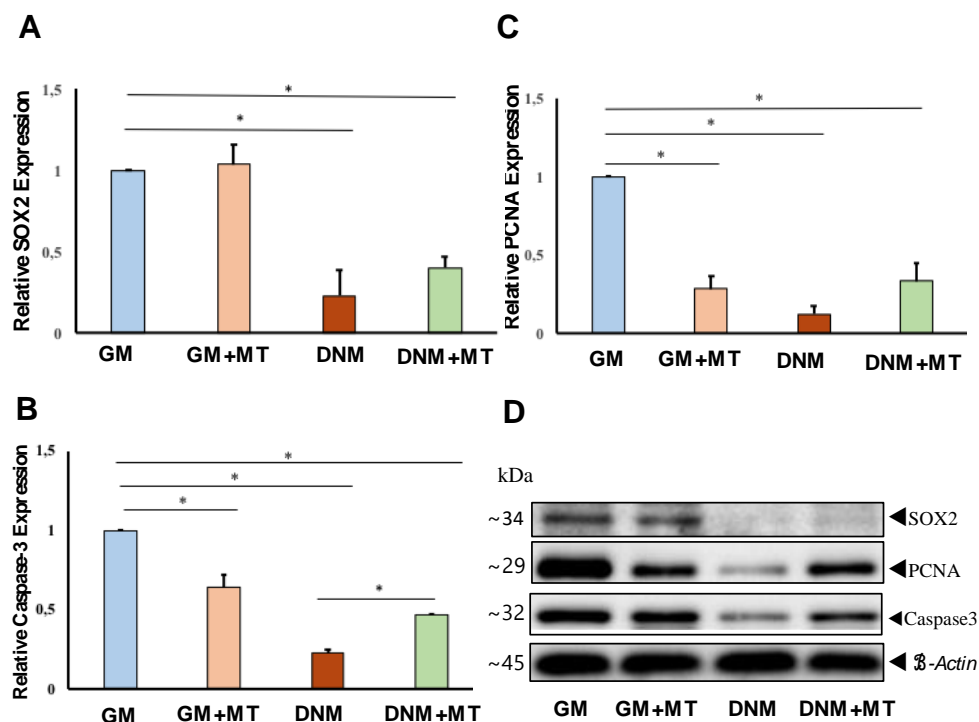 A
Relative SOX2 Expression
1,5
1
0,5
0
*
*
GM GM+MT DNM DNM+MT
C
Relative PCNA Expression
1,5
1
0,5
0
*
*
*
GM GM+MT DNM DNM+MT
B
Relative Caspase-3 Expression
1,5
1
0,5
0
*
*
*
*
GM GM+MT DNM DNM+MT
D
kDa
~34 ◀SOX2
~29 ◀PCNA
~32 ◀Caspase3
~45 ◀ β-Actin
GM GM+MT DNM DNM+MT